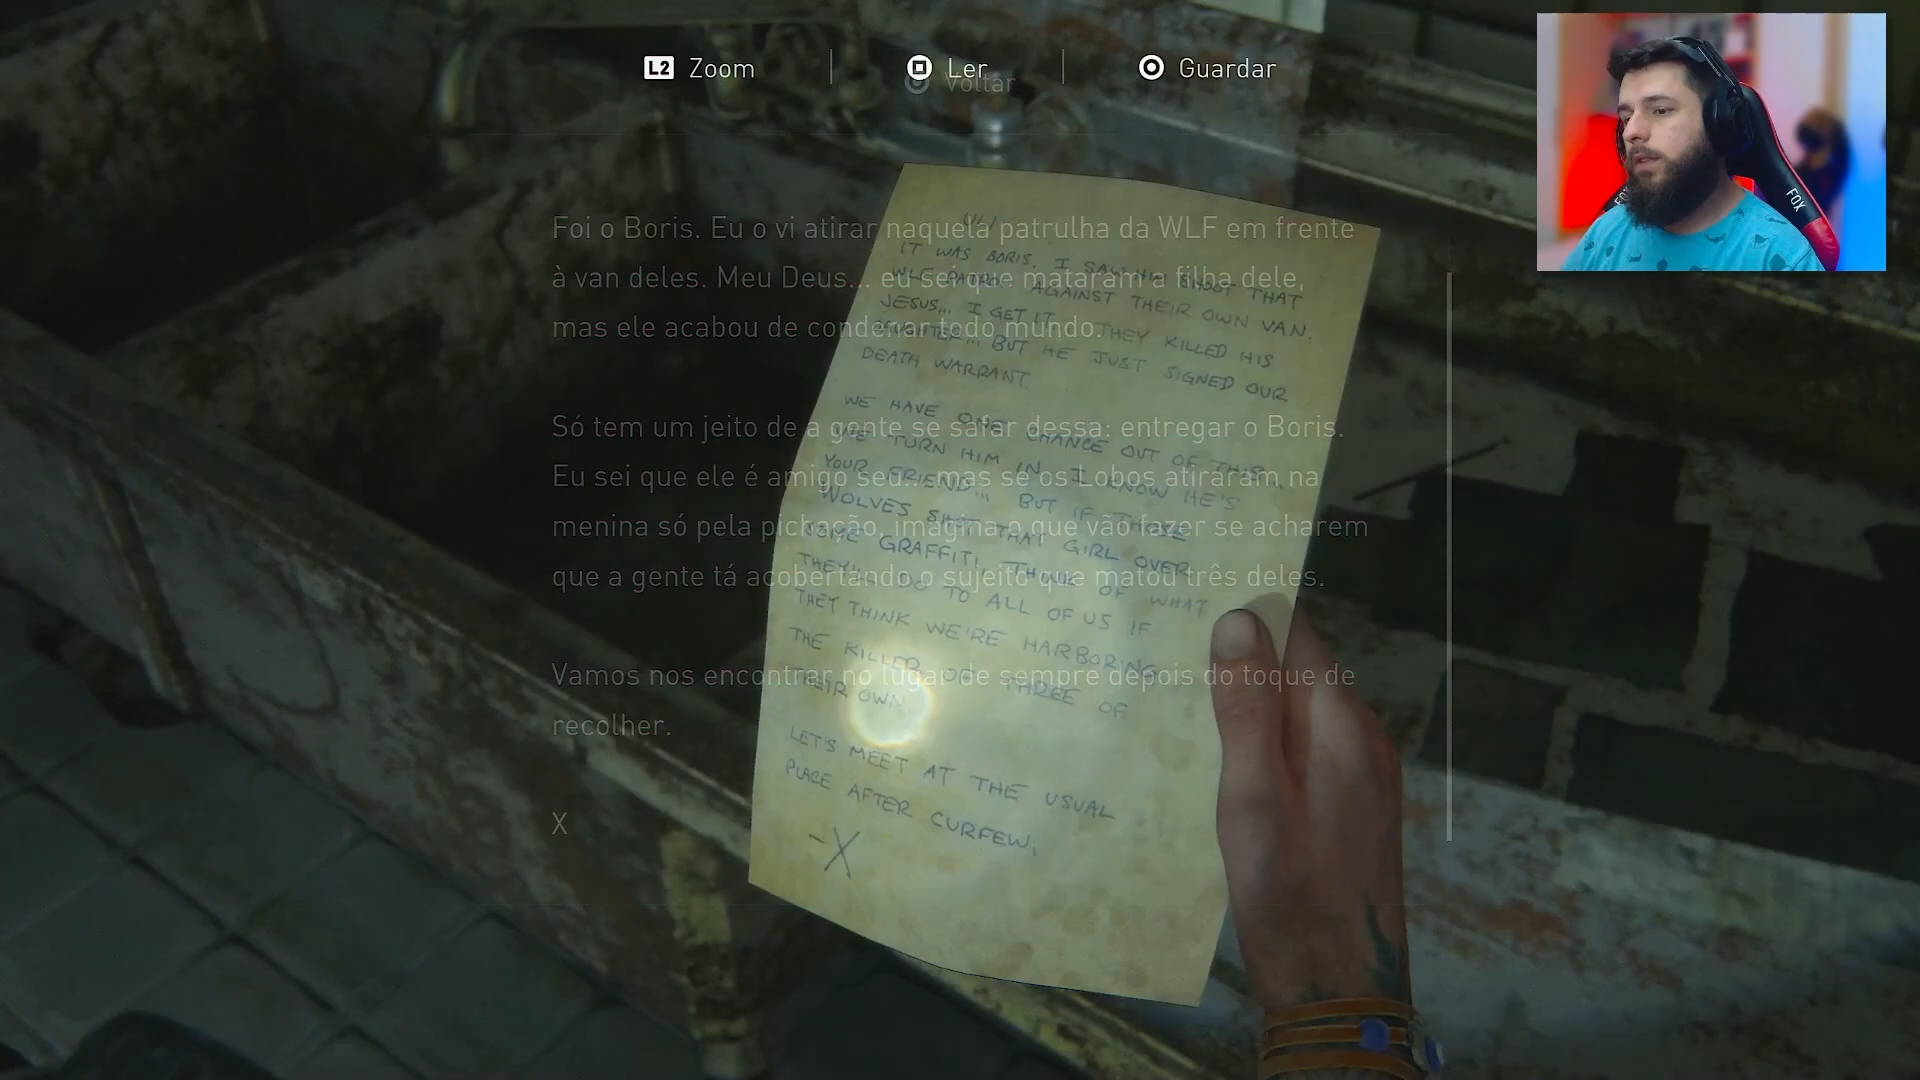 L2 Zoom
Ler
Guardar
Voltar
Foi o Boris. Eu o vi atirar naquela patrulha da WLF em frente
à van deles. Meu Deus... eu sei que mataram a filha dele,
mas ele acabou de condenar todo mundo.
Só tem um jeito de a gente se safar dessa: entregar o Boris.
Eu sei que ele é amigo seu... mas se os Lobos atiraram na
menina só pela pichação, imagina o que vão fazer se acharem
que a gente tá acobertando o sujeito que matou três deles.
Vamos nos encontrar no lugar de sempre depois do toque de
recolher.
X
IT WAS BORIS. I SAW HIM SHOOT THAT
WLF PATROL AGAINST THEIR OWN VAN.
JESUS... I GET IT... THEY KILLED HIS
DAUGHTER... BUT HE JUST SIGNED OUR
DEATH WARRANT.
WE HAVE ONE CHANCE OUT OF THIS.
WE TURN HIM IN. I KNOW HE'S
YOUR FRIEND... BUT IF THOSE
WOLVES SHOT THAT GIRL OVER
SOME GRAFFITI, THINK OF WHAT
THEY'LL DO TO ALL OF US IF
THEY THINK WE'RE HARBORING
THE KILLER OF THREE OF
THEIR OWN.
LET'S MEET AT THE USUAL
PLACE AFTER CURFEW.
-X
FOX